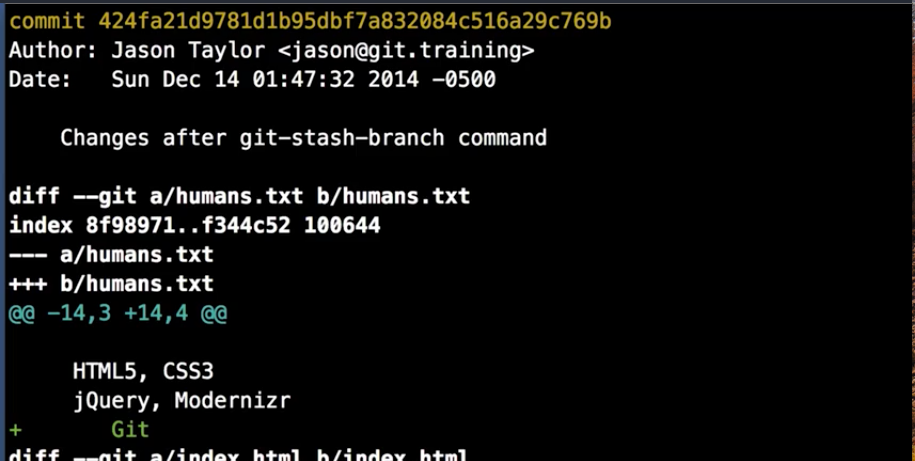 commit 424fa21d9781d1b95dbf7a832084c516a29c769b
Author: Jason Taylor <jason@git.training>
Date:   Sun Dec 14 01:47:32 2014 -0500
    Changes after git-stash-branch command
diff --git a/humans.txt b/humans.txt
index 8f98971..f344c52 100644
--- a/humans.txt
+++ b/humans.txt
@@ -14,3 +14,4 @@
     HTML5, CSS3
     jQuery, Modernizr
+       Git
diff --git a/index.html b/index.html